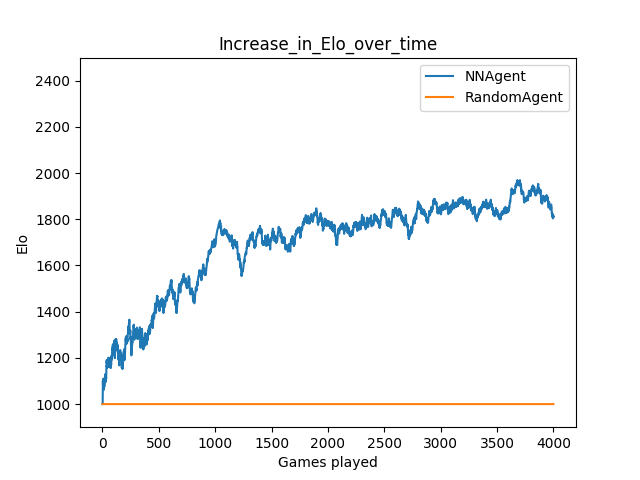 Increase_in_Elo_over_time
NNAgent
RandomAgent
2400
2200
2000
1800
1600
1400
1200
1000
Elo
0 500 1000 1500 2000 2500 3000 3500 4000
Games played